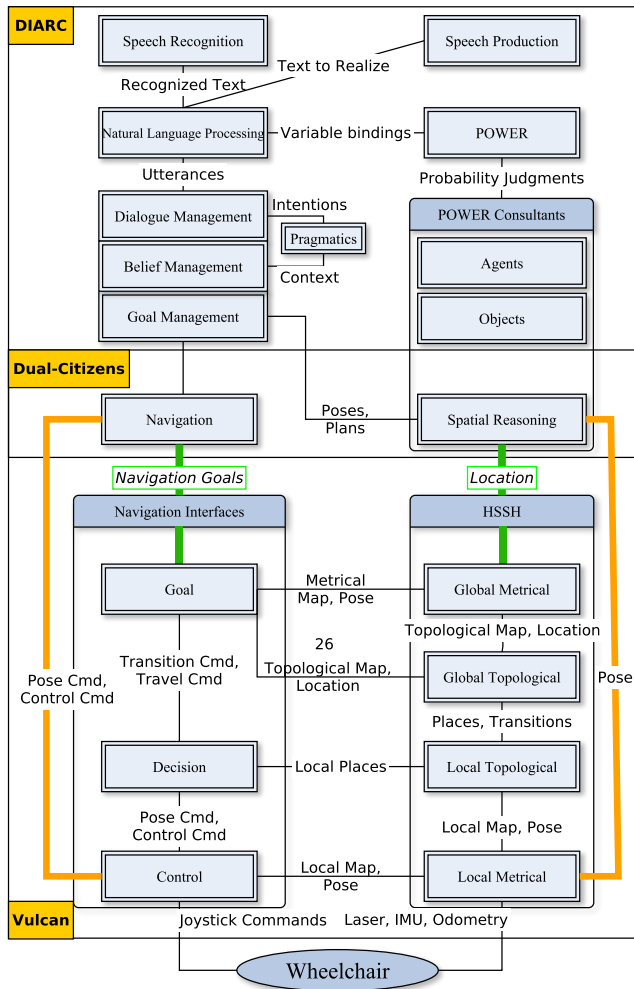 DIARC
Speech Recognition
Speech Production
Text to Realize
Recognized Text
Natural Language Processing
Variable bindings
POWER
Utterances
Probability Judgments
Dialogue Management
Intentions
POWER Consultants
Pragmatics
Agents
Belief Management
Context
Goal Management
Objects
Dual-Citizens
Navigation
Poses,
Plans
Spatial Reasoning
Navigation Goals
Location
Navigation Interfaces
HSSH
Goal
Metrical
Map, Pose
Global Metrical
Topological Map, Location
26
Transition Cmd,
Travel Cmd
Topological Map,
Location
Global Topological
Pose Cmd,
Control Cmd
Pose
Places, Transitions
Decision
Local Places
Local Topological
Pose Cmd,
Control Cmd
Local Map, Pose
Control
Local Map,
Pose
Local Metrical
Vulcan
Joystick Commands
Laser, IMU, Odometry
Wheelchair